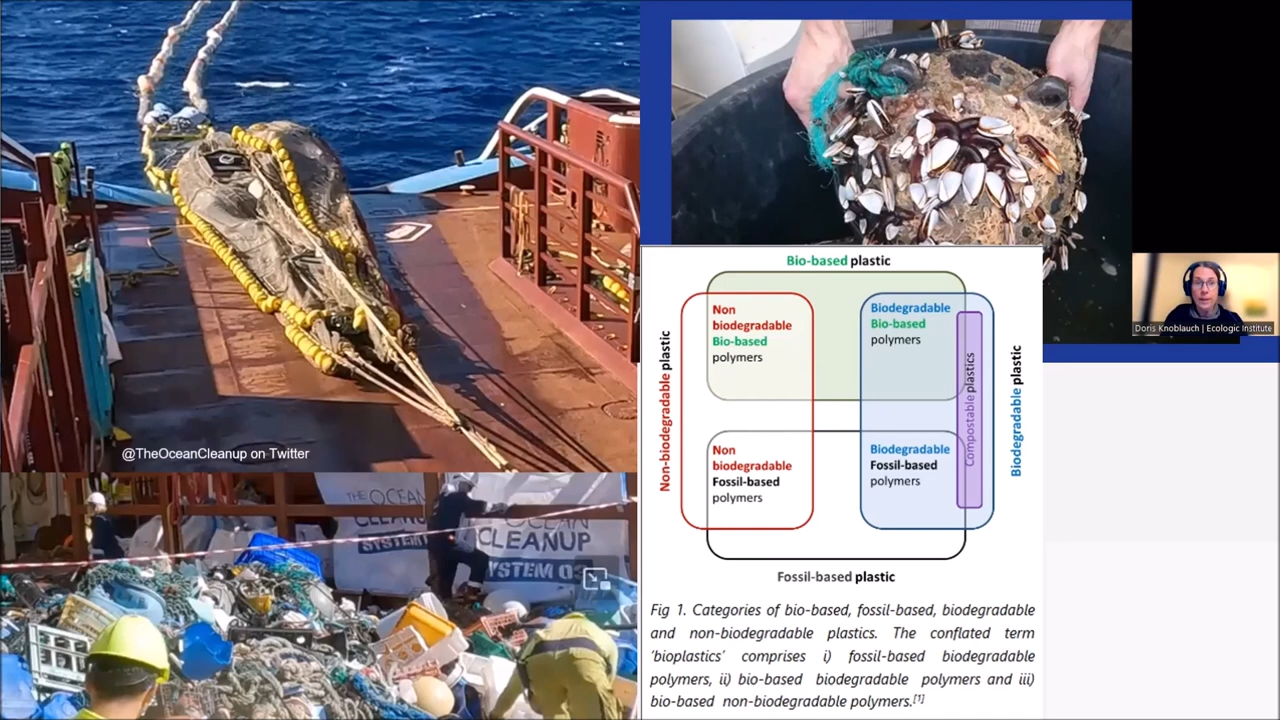 @TheOceanCleanup on Twitter
THE OCEAN
CLEANUP
SYSTEM
OCEAN
CLEANUP
SYSTEM 03
Doris Knoblauch | Ecologic Institute
Bio-based plastic
Non-biodegradable plastic
Non
biodegradable
Bio-based
polymers
Biodegradable
Bio-based
polymers
Compostable plastics
Biodegradable plastic
Non
biodegradable
Fossil-based
polymers
Biodegradable
Fossil-based
polymers
Fossil-based plastic
Fig 1. Categories of bio-based, fossil-based, biodegradable
and non-biodegradable plastics. The conflated term
'bioplastics' comprises i) fossil-based biodegradable
polymers, ii) bio-based biodegradable polymers and iii)
bio-based non-biodegradable polymers.[1]